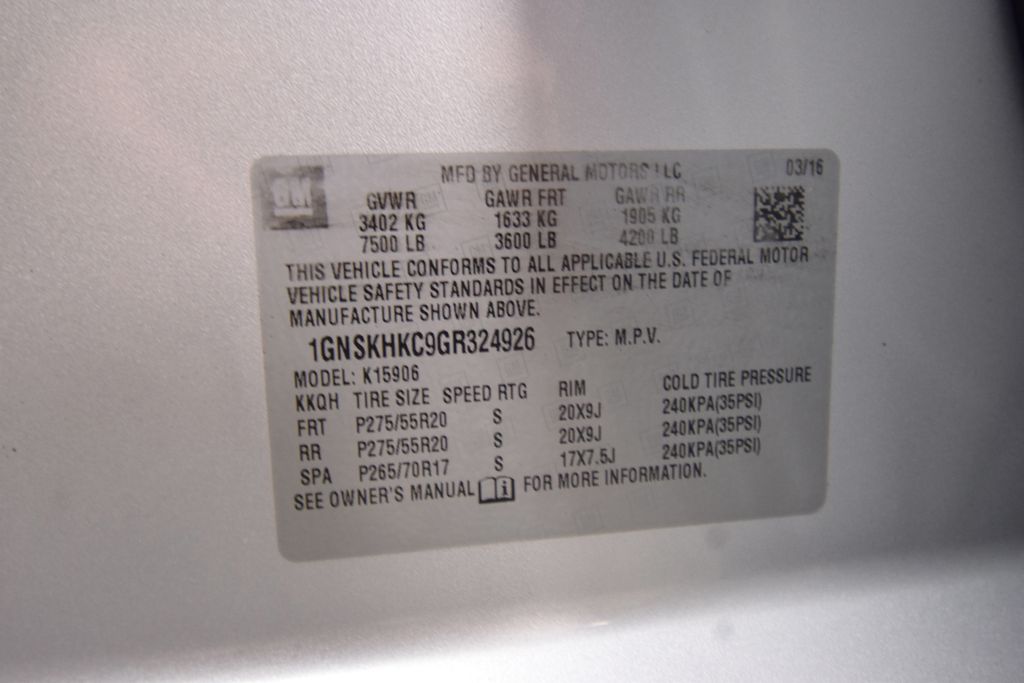 MFD BY GENERAL MOTORS LLC 03/16
GM
GVWR GAWR FRT GAWR RR
3402 KG 1633 KG 1905 KG
7500 LB 3600 LB 4200 LB
THIS VEHICLE CONFORMS TO ALL APPLICABLE U.S. FEDERAL MOTOR
VEHICLE SAFETY STANDARDS IN EFFECT ON THE DATE OF
MANUFACTURE SHOWN ABOVE.
1GNSKHKC9GR324926 TYPE: M.P.V.
MODEL: K15906
KKQH TIRE SIZE SPEED RTG RIM COLD TIRE PRESSURE
FRT P275/55R20 S 20X9J 240KPA(35PSI)
RR P275/55R20 S 20X9J 240KPA(35PSI)
SPA P265/70R17 S 17X7.5J 240KPA(35PSI)
SEE OWNER'S MANUAL i FOR MORE INFORMATION.